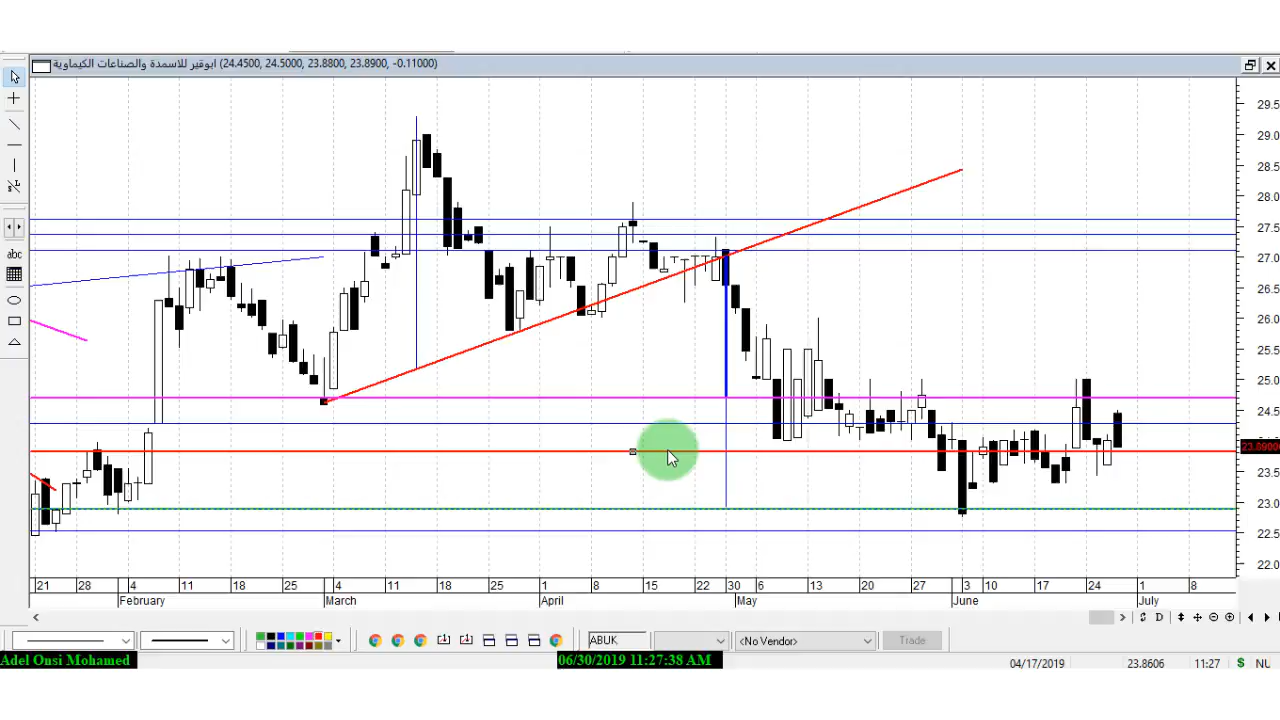 ابوقير للاسمدة والصناعات الكيماوية (24.4500, 24.5000, 23.8800, 23.8900, -0.11000)
29.5
29.0
28.5
28.0
27.5
27.0
26.5
26.0
25.5
25.0
24.5
23.5
23.0
22.5
22.0
abc
21 28 4 11 18 25 4 11 18 25 1 8 15 22 30 6 13 20 27 3 10 17 24 1 8
February March April May June July
D
ABUK <No Vendor> Trade
Adel Onsi Mohamed 06/30/2019 11:27:38 AM 04/17/2019 23.8606 11:27 $ NU